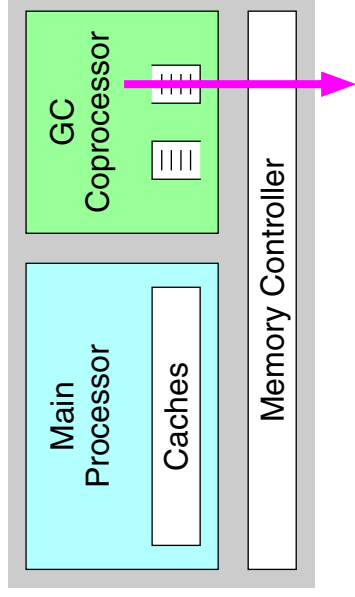 Main
Processor
Caches
GC
Coprocessor
Memory Controller